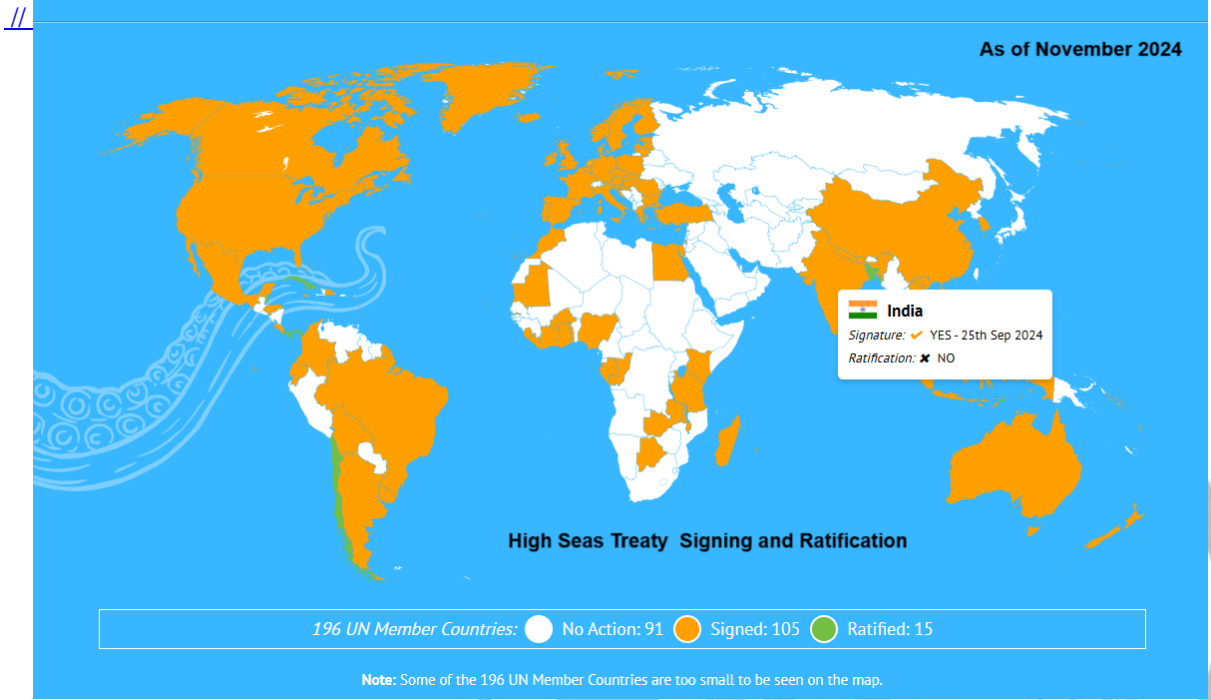 //
As of November 2024
India
Signature: ✔ YES - 25th Sep 2024
Ratification: ✖ NO
High Seas Treaty  Signing and Ratification
196 UN Member Countries: No Action: 91 Signed: 105 Ratified: 15
Note: Some of the 196 UN Member Countries are too small to be seen on the map.